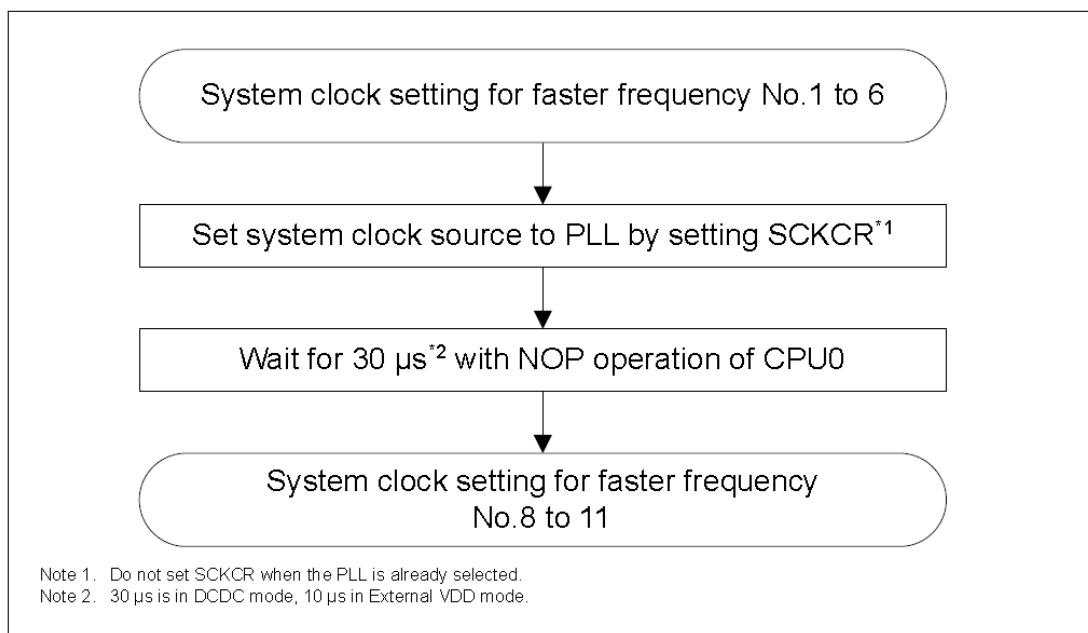 System clock setting for faster frequency No.1 to 6
Set system clock source to PLL by setting SCKCR*1
Wait for 30 µs*2 with NOP operation of CPU0
System clock setting for faster frequency
No.8 to 11
Note 1. Do not set SCKCR when the PLL is already selected.
Note 2. 30 µs is in DCDC mode, 10 µs in External VDD mode.